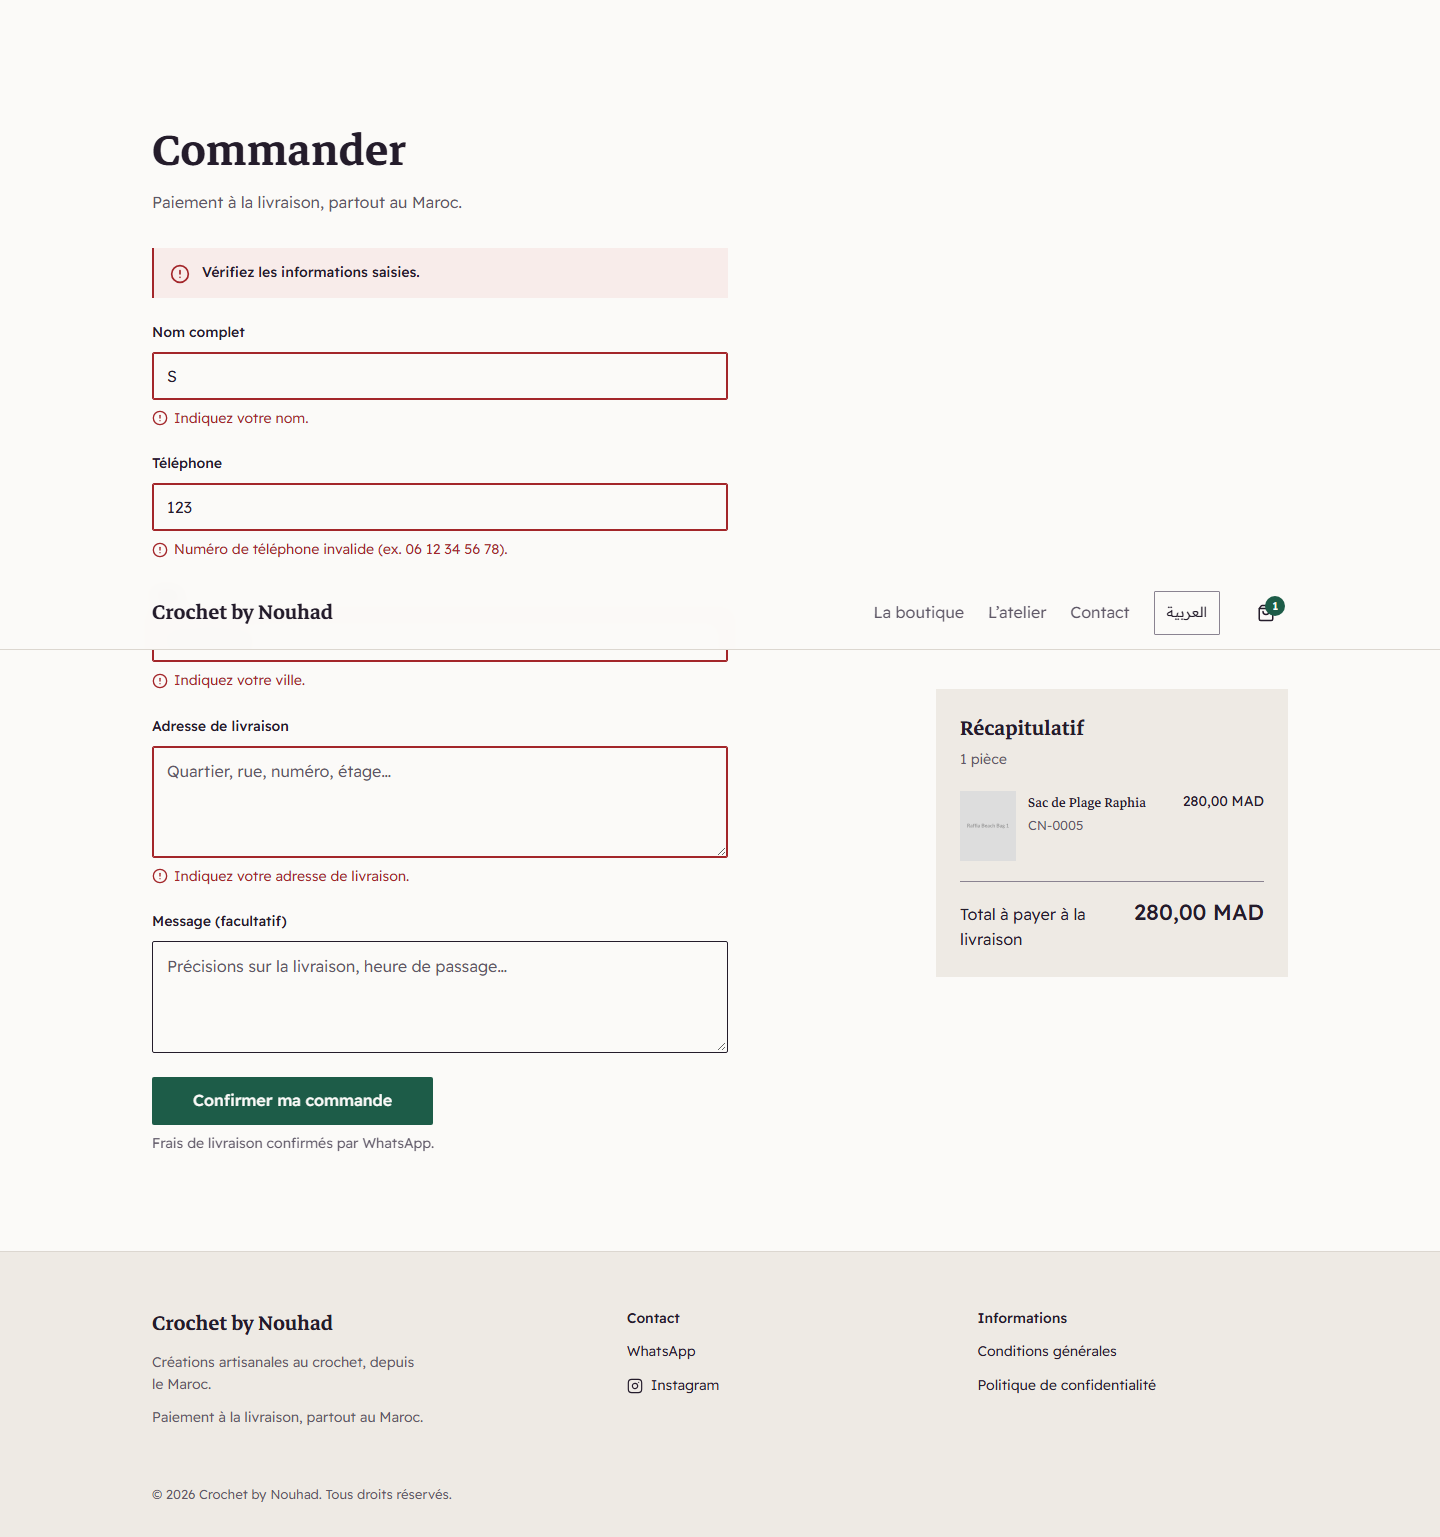 Commander
Paiement à la livraison, partout au Maroc.
Vérifiez les informations saisies.
Nom complet
S
Indiquez votre nom.
Téléphone
123
Numéro de téléphone invalide (ex. 06 12 34 56 78).
Crochet by Nouhad
La boutique
L’atelier
Contact
العربية
1
Indiquez votre ville.
Adresse de livraison
Quartier, rue, numéro, étage…
Indiquez votre adresse de livraison.
Message (facultatif)
Précisions sur la livraison, heure de passage…
Confirmer ma commande
Frais de livraison confirmés par WhatsApp.
Récapitulatif
1 pièce
Raffia Beach Bag 1
Sac de Plage Raphia
280,00 MAD
CN-0005
Total à payer à la
livraison
280,00 MAD
Crochet by Nouhad
Créations artisanales au crochet, depuis
le Maroc.
Paiement à la livraison, partout au Maroc.
Contact
WhatsApp
Instagram
Informations
Conditions générales
Politique de confidentialité
© 2026 Crochet by Nouhad. Tous droits réservés.